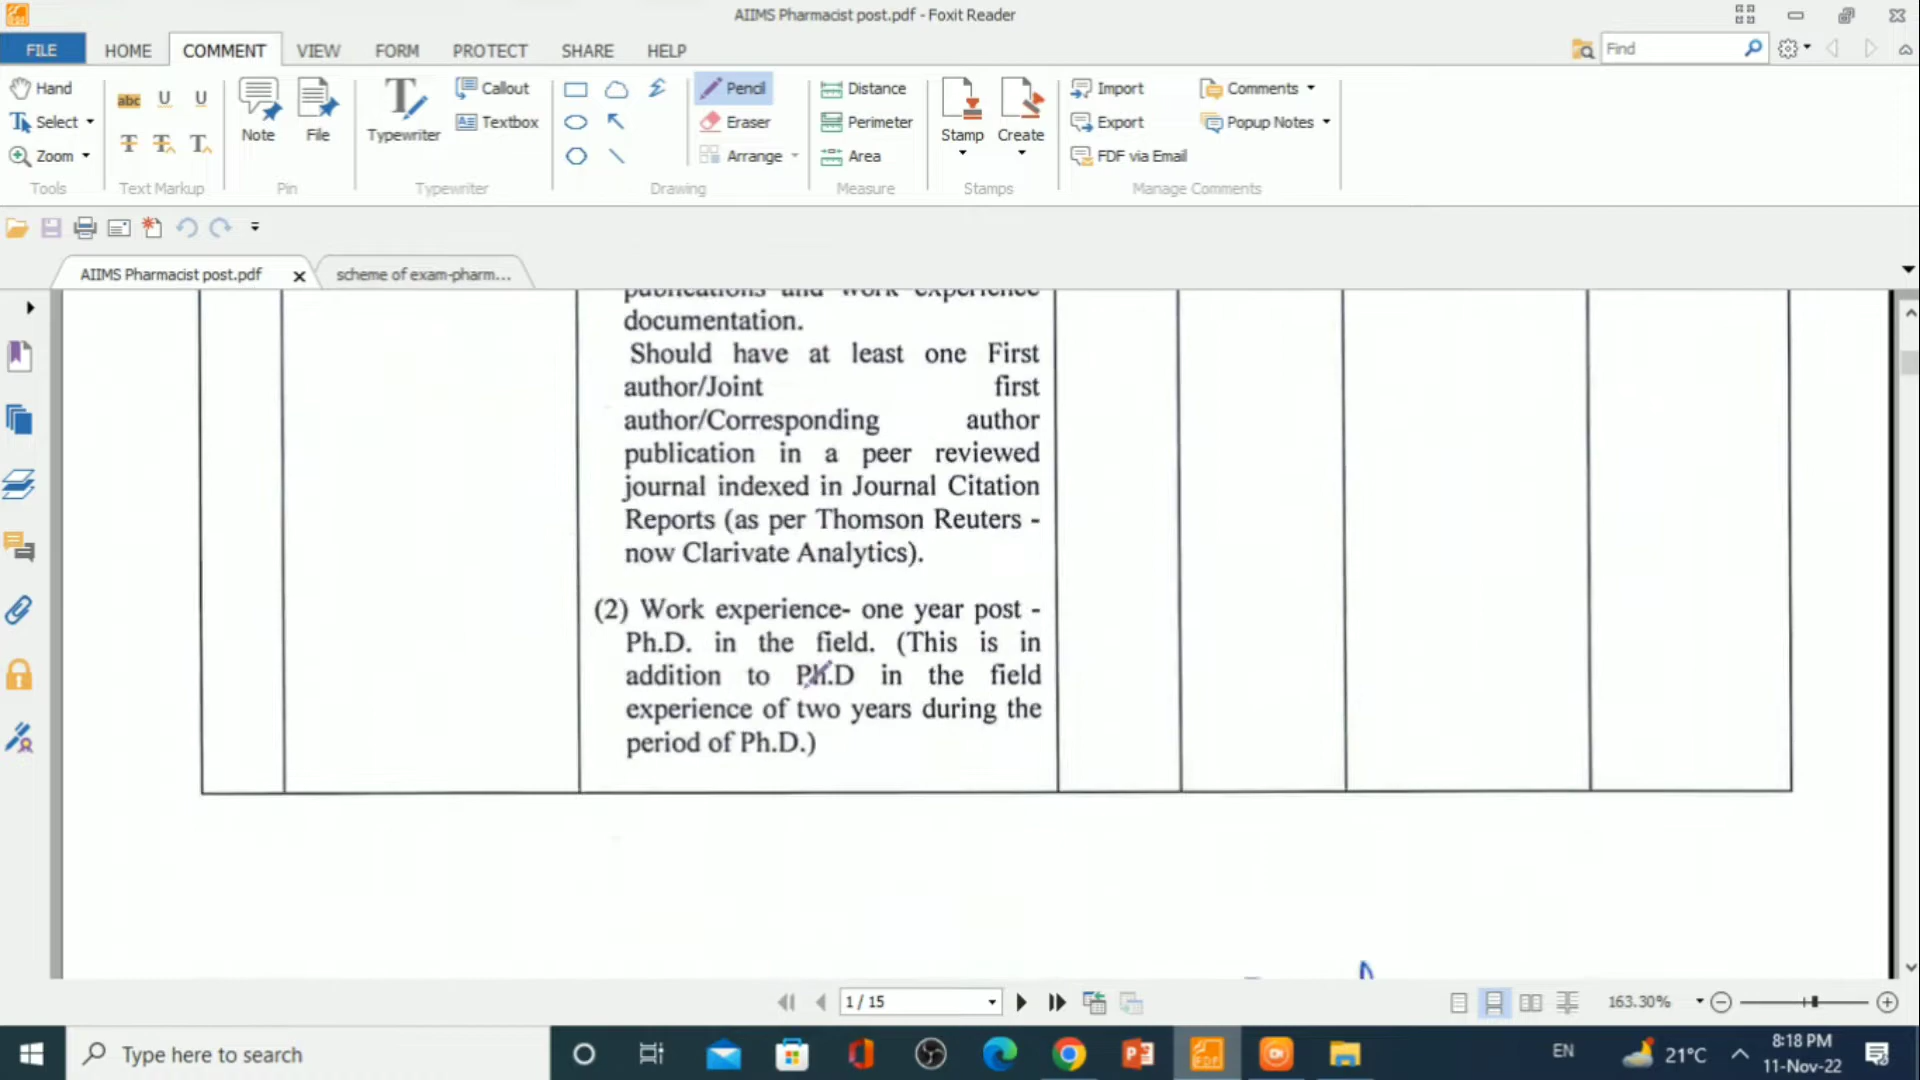 AIIMS Pharmacist post.pdf - Foxit Reader
FILE HOME COMMENT VIEW FORM PROTECT SHARE HELP
Find
Hand
Select
Zoom
Tools
abc U U
T T T
Text Markup
Note File
Pin
Typewriter
Callout
Textbox
Typewriter
Pencil
Eraser
Arrange
Drawing
Distance
Perimeter
Area
Measure
Stamp Create
Stamps
Import
Export
FDF via Email
Comments
Popup Notes
Manage Comments
AIIMS Pharmacist post.pdf
scheme of exam-pharm...
publications and work experience
documentation.
Should have at least one First
author/Joint first
author/Corresponding author
publication in a peer reviewed
journal indexed in Journal Citation
Reports (as per Thomson Reuters -
now Clarivate Analytics).
(2) Work experience- one year post -
Ph.D. in the field. (This is in
addition to Ph.D in the field
experience of two years during the
period of Ph.D.)
1 / 15
163.30%
Type here to search
EN
21°C
8:18 PM
11-Nov-22